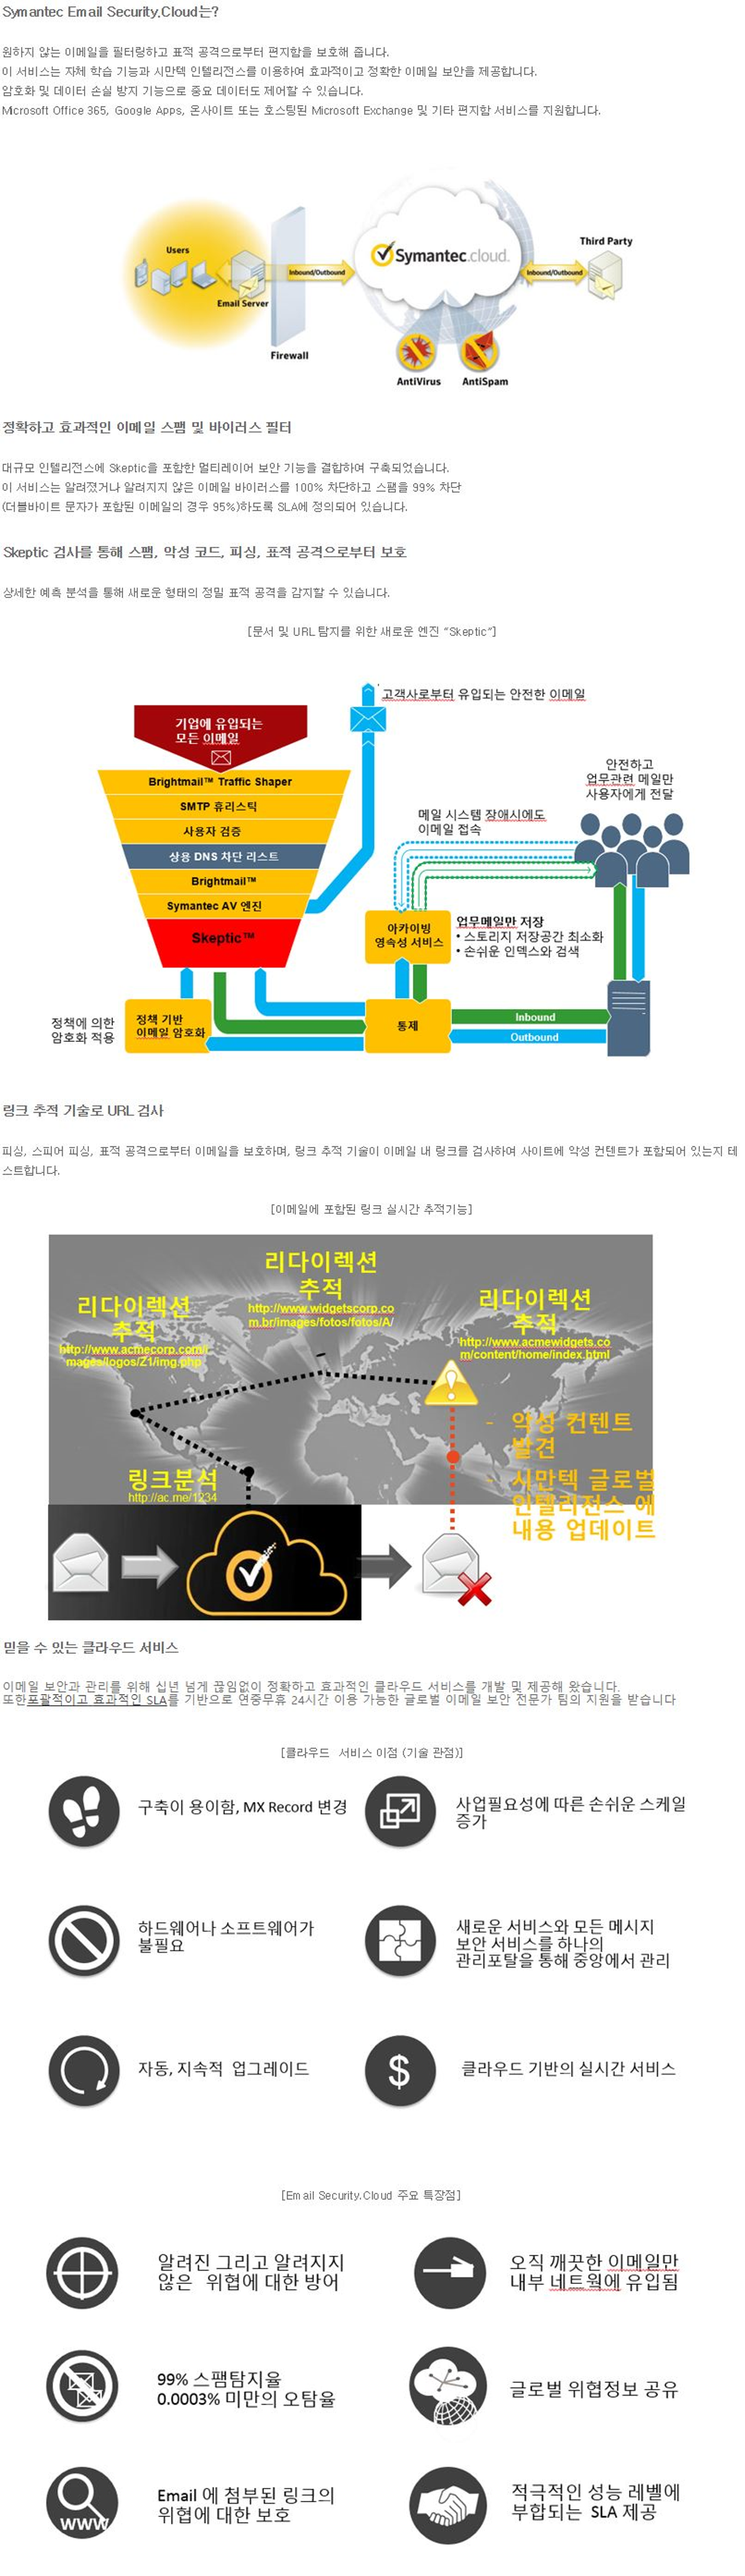 Symantec Email Security.Cloud는?
원하지 않는 이메일을 필터링하고 표적 공격으로부터 편지함을 보호해 줍니다.
이 서비스는 자체 학습 기능과 시만텍 인텔리전스를 이용하여 효과적이고 정확한 이메일 보안을 제공합니다.
암호화 및 데이터 손실 방지 기능으로 중요 데이터도 제어할 수 있습니다.
Microsoft Office 365, Google Apps, 온사이트 또는 호스팅된 Microsoft Exchange 및 기타 편지함 서비스를 지원합니다.
Users
Email Server
Firewall
Inbound/Outbound
Symantec.cloud.
Inbound/Outbound
Third Party
AntiVirus
AntiSpam
정확하고 효과적인 이메일 스팸 및 바이러스 필터
대규모 인텔리전스에 Skeptic을 포함한 멀티레이어 보안 기능을 결합하여 구축되었습니다.
이 서비스는 알려졌거나 알려지지 않은 이메일 바이러스를 100% 차단하고 스팸을 99% 차단
(더블바이트 문자가 포함된 이메일의 경우 95%)하도록 SLA에 정의되어 있습니다.
Skeptic 검사를 통해 스팸, 악성 코드, 피싱, 표적 공격으로부터 보호
상세한 예측 분석을 통해 새로운 형태의 정밀 표적 공격을 감지할 수 있습니다.
[문서 및 URL 탐지를 위한 새로운 엔진 "Skeptic"]
고객사로부터 유입되는 안전한 이메일
기업에 유입되는
모든 이메일
Brightmail™ Traffic Shaper
SMTP 휴리스틱
사용자 검증
상용 DNS 차단 리스트
Brightmail™
Symantec AV 엔진
Skeptic™
안전하고
업무관련 메일만
사용자에게 전달
메일 시스템 장애시에도
이메일 접속
아카이빙
영속성 서비스
업무메일만 저장
• 스토리지 저장공간 최소화
• 손쉬운 인덱스와 검색
정책에 의한
암호화 적용
정책 기반
이메일 암호화
통제
Inbound
Outbound
링크 추적 기술로 URL 검사
피싱, 스피어 피싱, 표적 공격으로부터 이메일을 보호하며, 링크 추적 기술이 이메일 내 링크를 검사하여 사이트에 악성 컨텐트가 포함되어 있는지 테
스트합니다.
[이메일에 포함된 링크 실시간 추적기능]
리다이렉션
추적
http://www.acmecorp.com/i
mages/logos/Z1/img.php
리다이렉션
추적
http://www.widgetscorp.co
m.br/images/fotos/fotos/A/
리다이렉션
추적
http://www.acmewidgets.co
m/content/home/index.html
링크분석
http://ac.me/1234
- 악성 컨텐트
발견
- 시만텍 글로벌
인텔리전스 에
내용 업데이트
믿을 수 있는 클라우드 서비스
이메일 보안과 관리를 위해 십년 넘게 끊임없이 정확하고 효과적인 클라우드 서비스를 개발 및 제공해 왔습니다.
또한포괄적이고 효과적인 SLA를 기반으로 연중무휴 24시간 이용 가능한 글로벌 이메일 보안 전문가 팀의 지원을 받습니다
[클라우드 서비스 이점 (기술 관점)]
구축이 용이함, MX Record 변경
사업필요성에 따른 손쉬운 스케일
증가
하드웨어나 소프트웨어가
불필요
새로운 서비스와 모든 메시지
보안 서비스를 하나의
관리포탈을 통해 중앙에서 관리
자동, 지속적 업그레이드
$
클라우드 기반의 실시간 서비스
[Email Security.Cloud 주요 특장점]
알려진 그리고 알려지지
않은 위협에 대한 방어
오직 깨끗한 이메일만
내부 네트웍에 유입됨
99% 스팸탐지율
0.0003% 미만의 오탐율
글로벌 위협정보 공유
WWW
Email 에 첨부된 링크의
위협에 대한 보호
적극적인 성능 레벨에
부합되는 SLA 제공